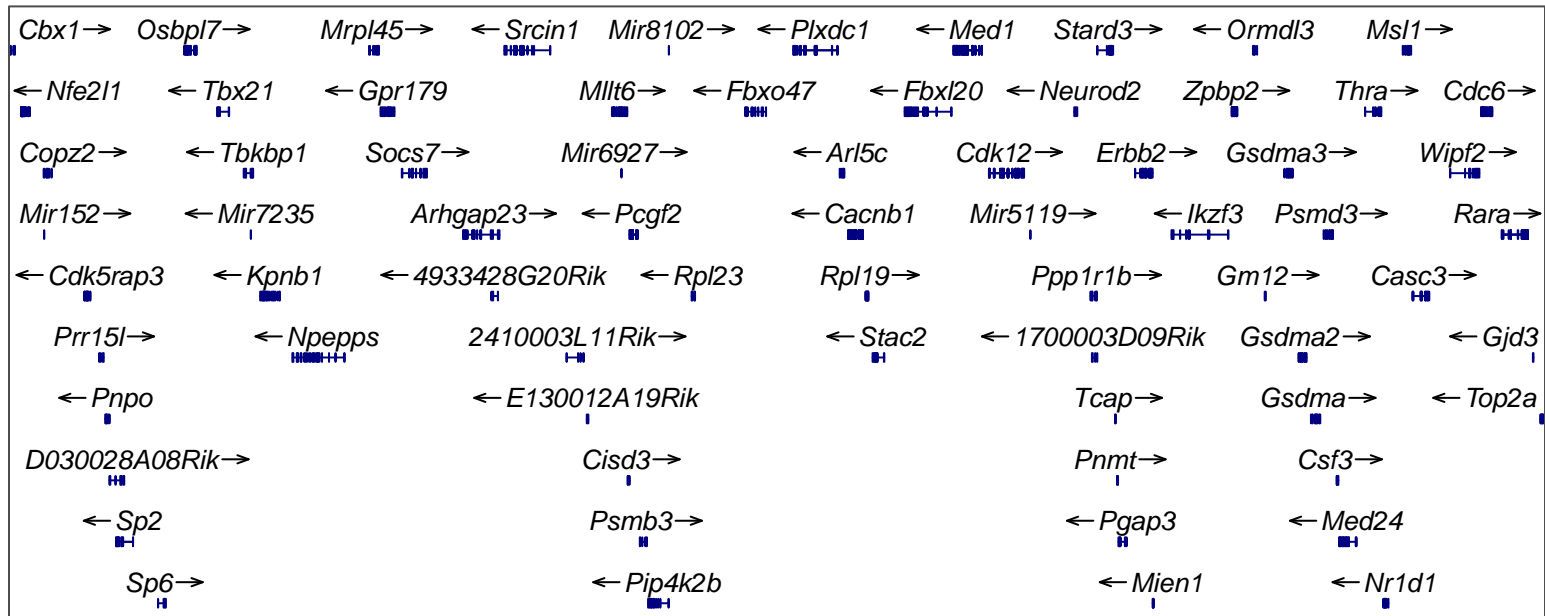 Cbx1→ Osbpl7→ Mrpl45→ ←Srcin1 Mir8102→ ←Plxdc1 ←Med1 Stard3→ ←Ormdl3 Msl1→
←Nfe2l1 ←Tbx21 ←Gpr179 Mllt6→ ←Fbxo47 ←Fbxl20 ←Neurod2 Zpbp2→ Thra→ Cdc6→
Copz2→ ←Tbkbp1 Socs7→ Mir6927→ ←Arl5c Cdk12→ Erbb2→ Gsdma3→ Wipf2→
Mir152→ ←Mir7235 Arhgap23→ ←Pcgf2 ←Cacnb1 Mir5119→ ←Ikzf3 Psmd3→ Rara→
←Cdk5rap3 ←Kpnb1 ←4933428G20Rik ←Rpl23 Rpl19→ Ppp1r1b→ Gm12→ Casc3→
Prr15l→ ←Npepps 2410003L11Rik→ ←Stac2 ←1700003D09Rik Gsdma2→ ←Gjd3
←Pnpo ←E130012A19Rik Tcap→ Gsdma→ ←Top2a
D030028A08Rik→ Cisd3→ Pnmt→ Csf3→
←Sp2 Psmb3→ ←Pgap3 ←Med24
Sp6→ ←Pip4k2b ←Mien1 ←Nr1d1